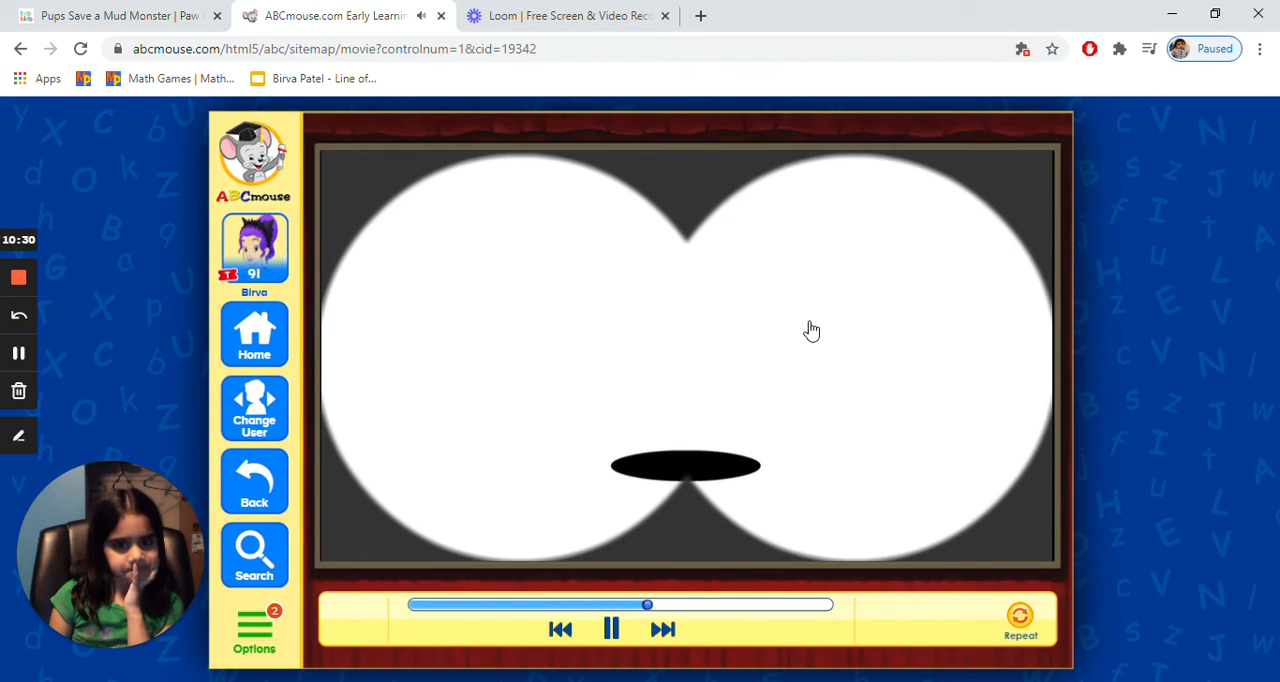 Pups Save a Mud Monster | Paw
ABCmouse.com Early Learnin
Loom | Free Screen & Video Rec
abcmouse.com/html5/abc/sitemap/movie?controlnum=1&cid=19342
Paused
Apps
Math Games | Math...
Birva Patel - Line of...
10:30
ABCmouse
T 91
Birva
Home
Change
User
Back
Search
2
Options
Repeat